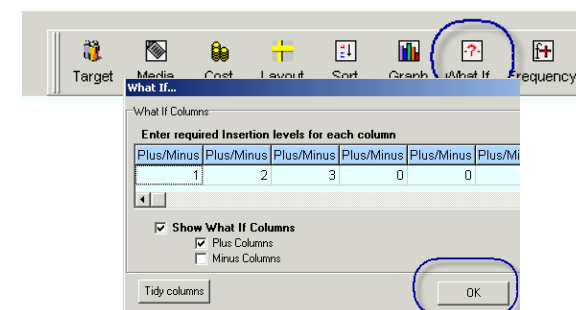 Target Media Cost Layout Sort Graph What If Frequency
What If...
What If Columns
Enter required Insertion levels for each column
Plus/Minus Plus/Minus Plus/Minus Plus/Minus Plus/Minus Plus/Mi
1 2 3 0 0
Show What If Columns
Plus Columns
Minus Columns
Tidy columns OK